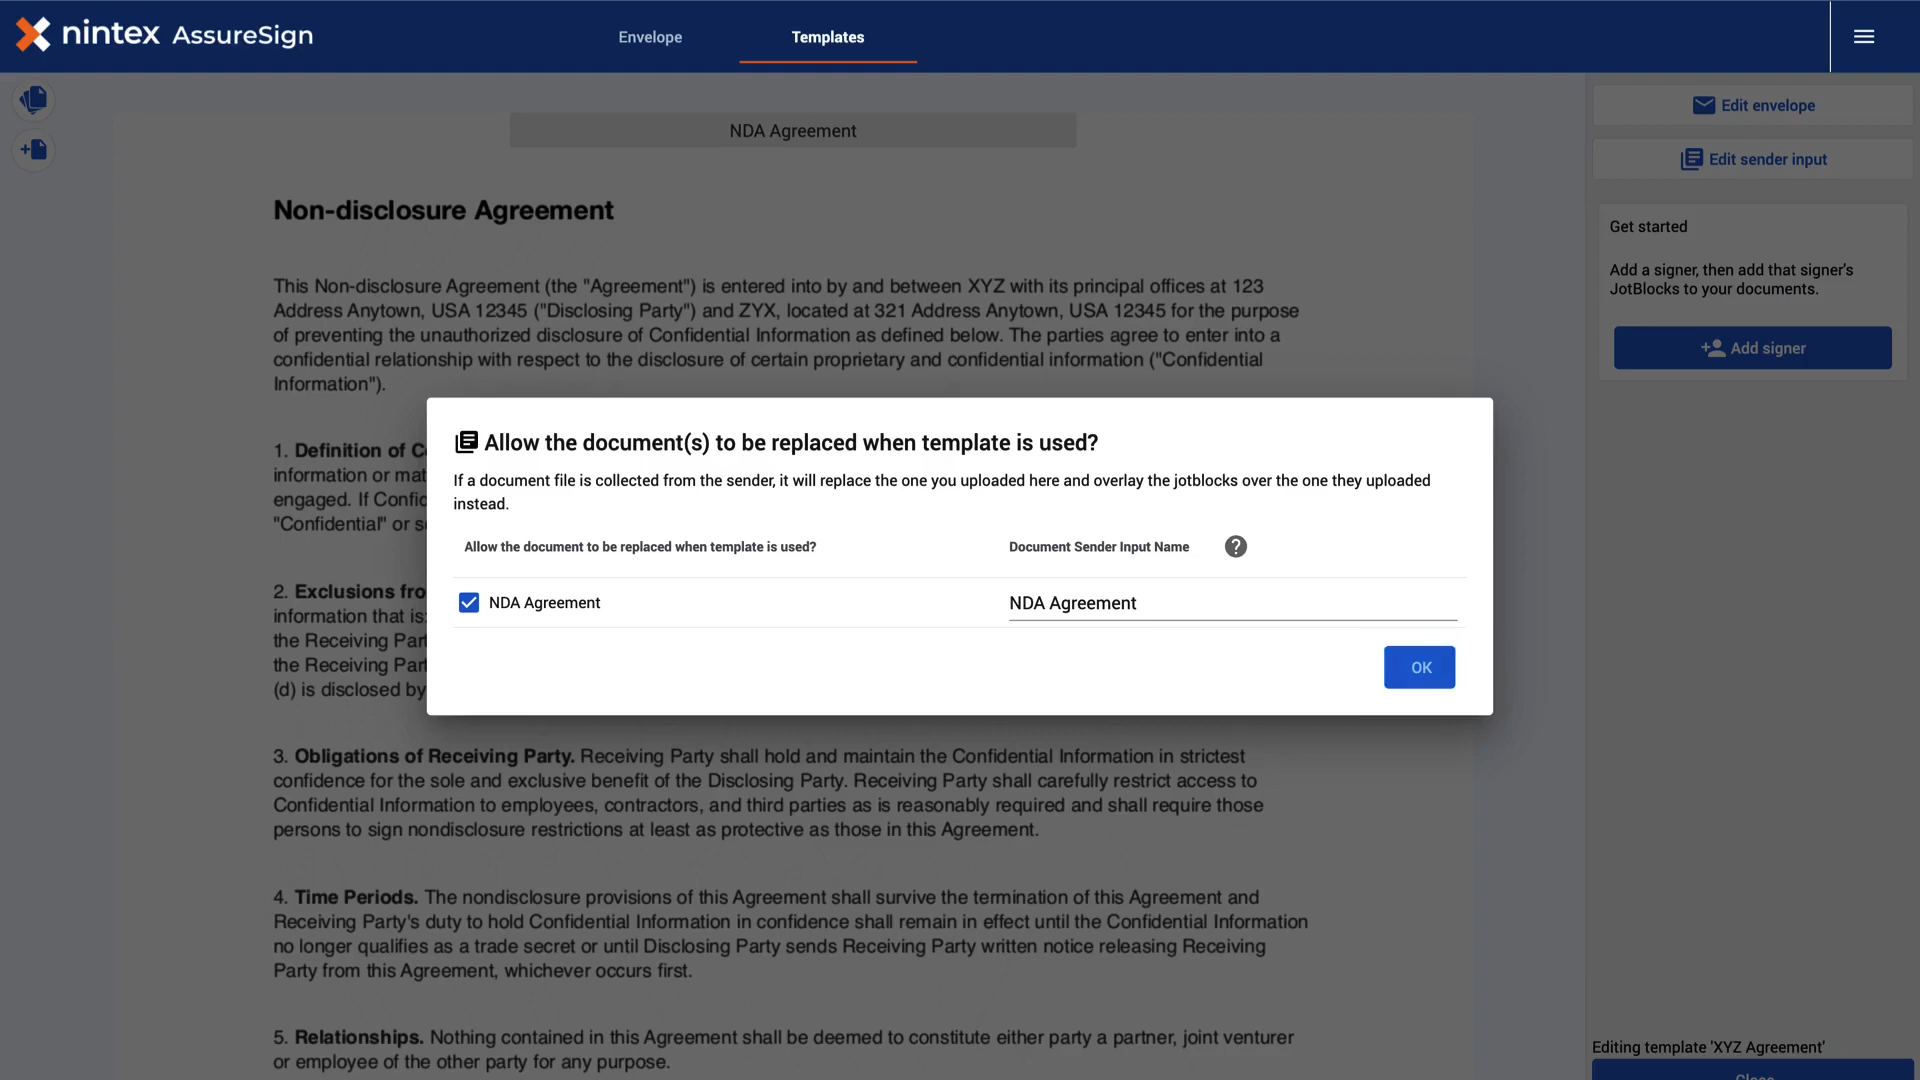 nintex AssureSign
Envelope
Templates
Edit envelope
Edit sender input
Get started
Add a signer, then add that signer's
JotBlocks to your documents.
Add signer
NDA Agreement
Non-disclosure Agreement
This Non-disclosure Agreement (the "Agreement") is entered into by and between XYZ with its principal offices at 123
Address Anytown, USA 12345 ("Disclosing Party") and ZYX, located at 321 Address Anytown, USA 12345 for the purpose
of preventing the unauthorized disclosure of Confidential Information as defined below. The parties agree to enter into a
confidential relationship with respect to the disclosure of certain proprietary and confidential information ("Confidential
Information").
1. Definition of C
information or mat
engaged. If Confid
"Confidential" or s
2. Exclusions fro
information that is:
the Receiving Part
the Receiving Part
(d) is disclosed by
Allow the document(s) to be replaced when template is used?
If a document file is collected from the sender, it will replace the one you uploaded here and overlay the jotblocks over the one they uploaded
instead.
Allow the document to be replaced when template is used?
Document Sender Input Name
?
NDA Agreement
NDA Agreement
OK
3. Obligations of Receiving Party. Receiving Party shall hold and maintain the Confidential Information in strictest
confidence for the sole and exclusive benefit of the Disclosing Party. Receiving Party shall carefully restrict access to
Confidential Information to employees, contractors, and third parties as is reasonably required and shall require those
persons to sign nondisclosure restrictions at least as protective as those in this Agreement.
4. Time Periods. The nondisclosure provisions of this Agreement shall survive the termination of this Agreement and
Receiving Party's duty to hold Confidential Information in confidence shall remain in effect until the Confidential Information
no longer qualifies as a trade secret or until Disclosing Party sends Receiving Party written notice releasing Receiving
Party from this Agreement, whichever occurs first.
5. Relationships. Nothing contained in this Agreement shall be deemed to constitute either party a partner, joint venturer
or employee of the other party for any purpose.
Editing template 'XYZ Agreement'
Close